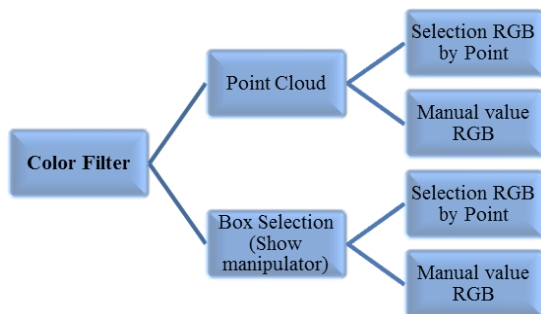 Color Filter
Point Cloud
Selection RGB
by Point
Manual value
RGB
Box Selection
(Show
manipulator)
Selection RGB
by Point
Manual value
RGB